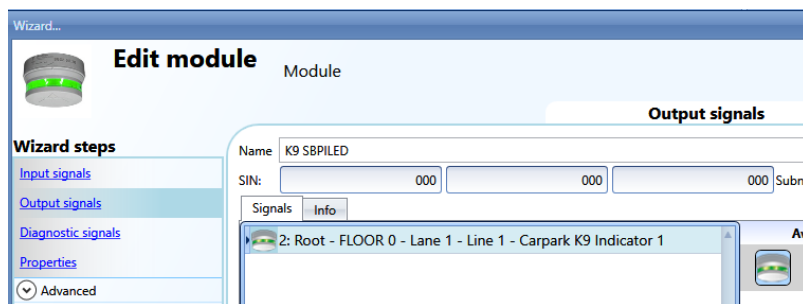 Wizard...
Edit module
Module
Output signals
Wizard steps
Name K9 SBPILED
Input signals
SIN: 000 000 000
Output signals
Signals Info
Diagnostic signals
2: Root - FLOOR 0 - Lane 1 - Line 1 - Carpark K9 Indicator 1
Properties
Advanced